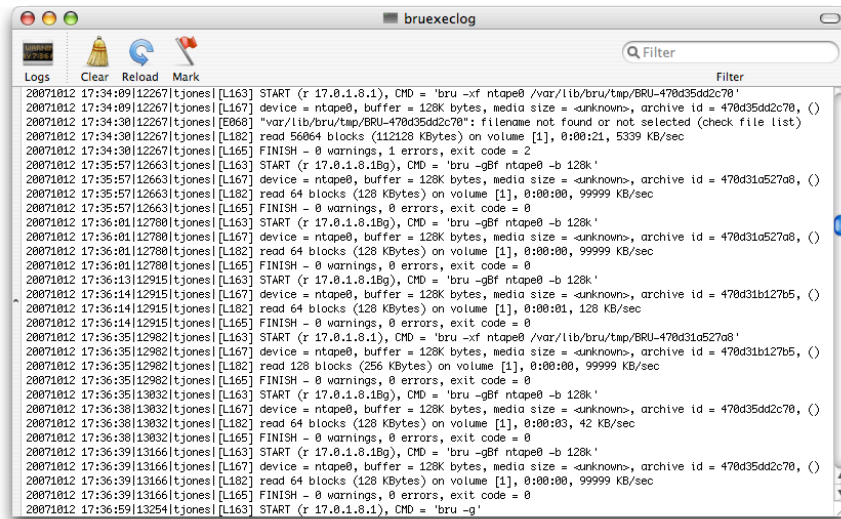 bruexeclog
Logs Clear Reload Mark
Filter
Filter
20071012 17:34:09|12267|tjones|[L163] START (r 17.0.1.8.1), CMD = 'bru -xf ntape0 /var/lib/bru/tmp/BRU-470d35dd2c70'
20071012 17:34:09|12267|tjones|[L167] device = ntape0, buffer = 128K bytes, media size = <unknown>, archive id = 470d35dd2c70, ()
20071012 17:34:30|12267|tjones|[E068] "var/lib/bru/tmp/BRU-470d35dd2c70": filename not found or not selected (check file list)
20071012 17:34:30|12267|tjones|[L182] read 56064 blocks (112128 KBytes) on volume [1], 0:00:21, 5339 KB/sec
20071012 17:34:30|12267|tjones|[L165] FINISH - 0 warnings, 1 errors, exit code = 2
20071012 17:35:57|12663|tjones|[L163] START (r 17.0.1.8.1Bg), CMD = 'bru -gBf ntape0 -b 128k'
20071012 17:35:57|12663|tjones|[L167] device = ntape0, buffer = 128K bytes, media size = <unknown>, archive id = 470d31a527a8, ()
20071012 17:35:57|12663|tjones|[L182] read 64 blocks (128 KBytes) on volume [1], 0:00:00, 99999 KB/sec
20071012 17:35:57|12663|tjones|[L165] FINISH - 0 warnings, 0 errors, exit code = 0
20071012 17:36:01|12780|tjones|[L163] START (r 17.0.1.8.1Bg), CMD = 'bru -gBf ntape0 -b 128k'
20071012 17:36:01|12780|tjones|[L167] device = ntape0, buffer = 128K bytes, media size = <unknown>, archive id = 470d31a527a8, ()
20071012 17:36:01|12780|tjones|[L182] read 64 blocks (128 KBytes) on volume [1], 0:00:00, 99999 KB/sec
20071012 17:36:01|12780|tjones|[L165] FINISH - 0 warnings, 0 errors, exit code = 0
20071012 17:36:13|12915|tjones|[L163] START (r 17.0.1.8.1Bg), CMD = 'bru -gBf ntape0 -b 128k'
20071012 17:36:14|12915|tjones|[L167] device = ntape0, buffer = 128K bytes, media size = <unknown>, archive id = 470d31b127b5, ()
20071012 17:36:14|12915|tjones|[L182] read 64 blocks (128 KBytes) on volume [1], 0:00:01, 128 KB/sec
20071012 17:36:14|12915|tjones|[L165] FINISH - 0 warnings, 0 errors, exit code = 0
20071012 17:36:35|12982|tjones|[L163] START (r 17.0.1.8.1), CMD = 'bru -xf ntape0 /var/lib/bru/tmp/BRU-470d31a527a8'
20071012 17:36:35|12982|tjones|[L167] device = ntape0, buffer = 128K bytes, media size = <unknown>, archive id = 470d31b127b5, ()
20071012 17:36:35|12982|tjones|[L182] read 128 blocks (256 KBytes) on volume [1], 0:00:00, 99999 KB/sec
20071012 17:36:35|12982|tjones|[L165] FINISH - 0 warnings, 0 errors, exit code = 0
20071012 17:36:35|13032|tjones|[L163] START (r 17.0.1.8.1Bg), CMD = 'bru -gBf ntape0 -b 128k'
20071012 17:36:38|13032|tjones|[L167] device = ntape0, buffer = 128K bytes, media size = <unknown>, archive id = 470d35dd2c70, ()
20071012 17:36:38|13032|tjones|[L182] read 64 blocks (128 KBytes) on volume [1], 0:00:03, 42 KB/sec
20071012 17:36:38|13032|tjones|[L165] FINISH - 0 warnings, 0 errors, exit code = 0
20071012 17:36:39|13166|tjones|[L163] START (r 17.0.1.8.1Bg), CMD = 'bru -gBf ntape0 -b 128k'
20071012 17:36:39|13166|tjones|[L167] device = ntape0, buffer = 128K bytes, media size = <unknown>, archive id = 470d35dd2c70, ()
20071012 17:36:39|13166|tjones|[L182] read 64 blocks (128 KBytes) on volume [1], 0:00:00, 99999 KB/sec
20071012 17:36:39|13166|tjones|[L165] FINISH - 0 warnings, 0 errors, exit code = 0
20071012 17:36:59|13254|tjones|[L163] START (r 17.0.1.8.1), CMD = 'bru -g'